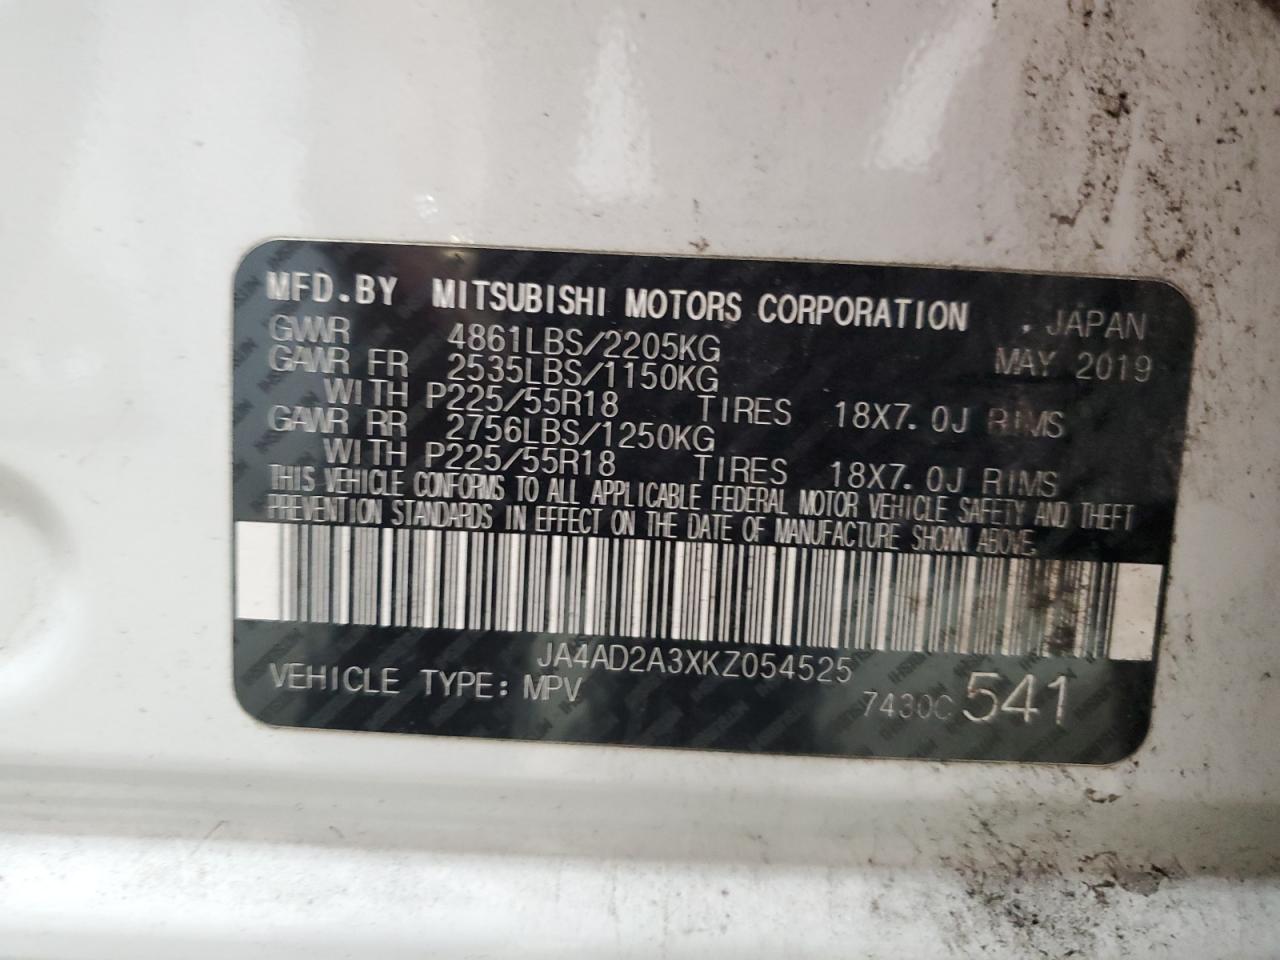 MFD.BY MITSUBISHI MOTORS CORPORATION . JAPAN
GVWR 4861LBS/2205KG MAY 2019
GAWR FR 2535LBS/1150KG
WITH P225/55R18 TIRES 18X7.0J RIMS
GAWR RR 2756LBS/1250KG
WITH P225/55R18 TIRES 18X7.0J RIMS
THIS VEHICLE CONFORMS TO ALL APPLICABLE FEDERAL MOTOR VEHICLE SAFETY AND THEFT
PREVENTION STANDARDS IN EFFECT ON THE DATE OF MANUFACTURE SHOWN ABOVE.
JA4AD2A3XKZ054525
VEHICLE TYPE: MPV 7430C 541